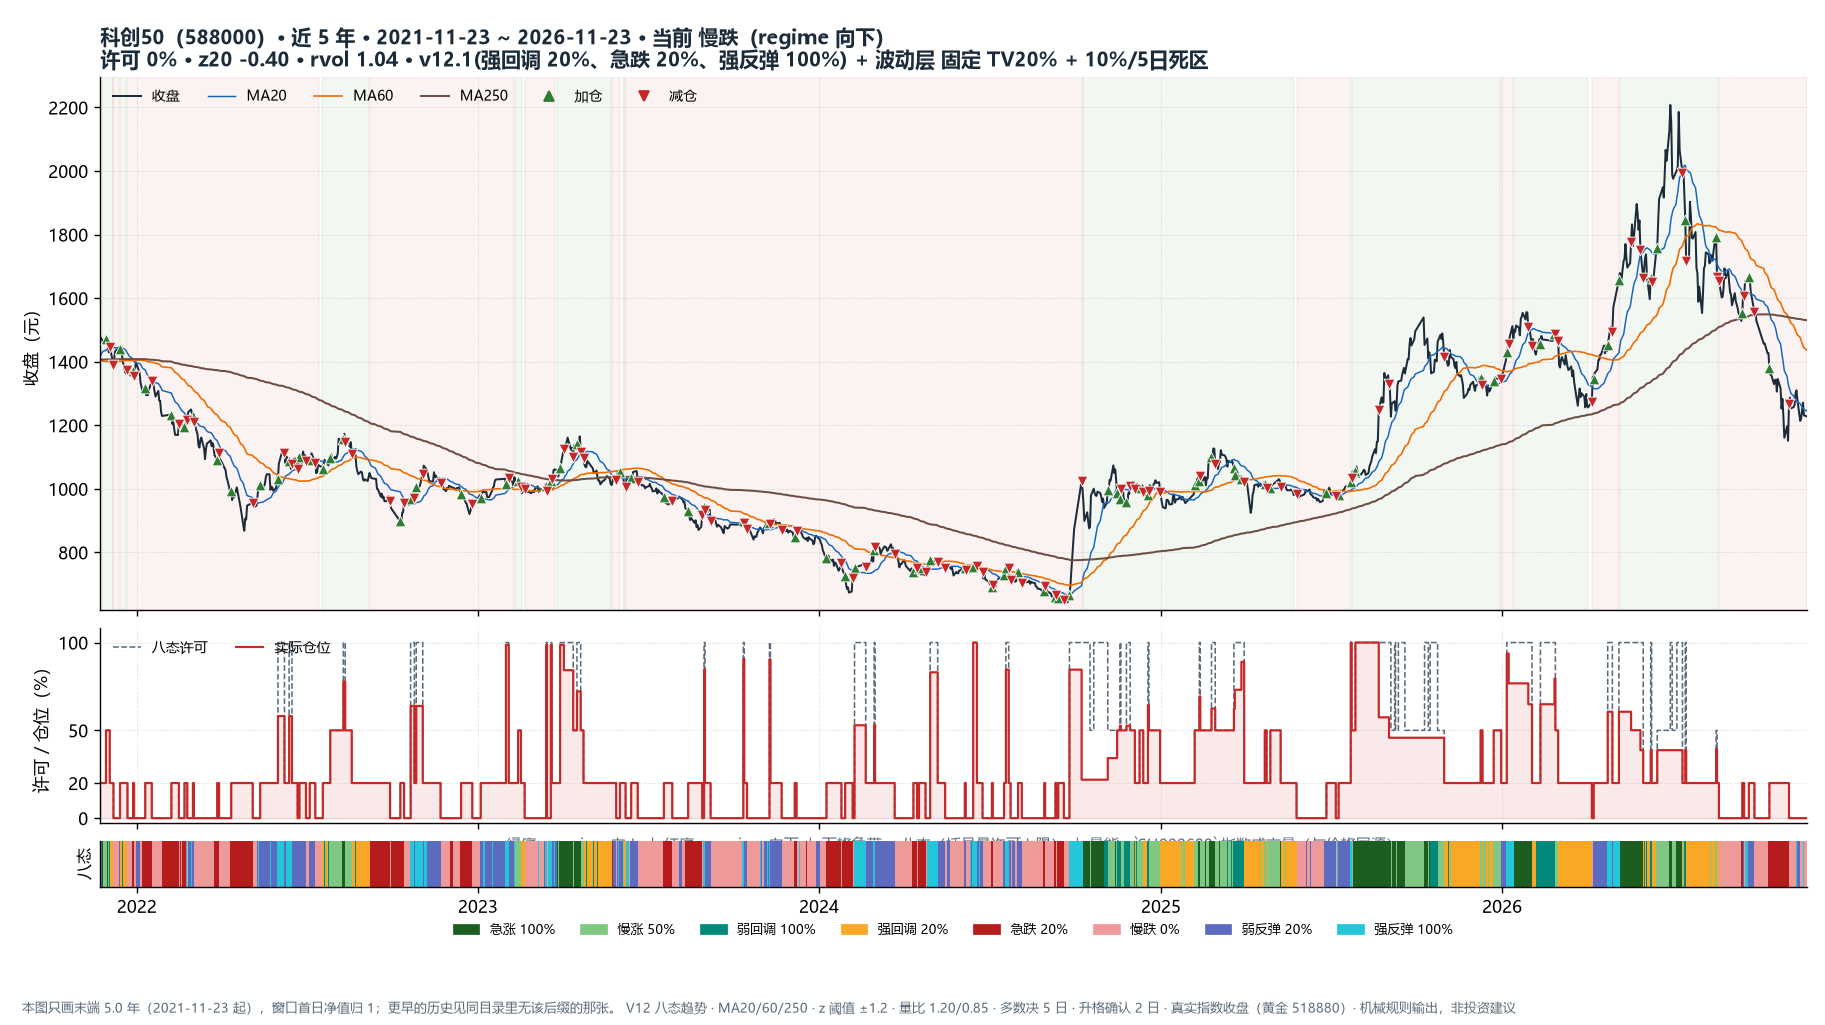 科创50（588000）• 近 5 年 • 2021-11-23 ~ 2026-11-23 • 当前 慢跌（regime 向下）
许可 0% • z20 -0.40 • rvol 1.04 • v12.1(强回调 20%、急跌 20%、强反弹 100%) + 波动层 固定 TV20% + 10%/5日死区
收盘 MA20 MA60 MA250 加仓 减仓
收盘（元）
2200
2000
1800
1600
1400
1200
1000
800
八态许可 实际仓位
许可 / 仓位（%）
100
50
20
0
八态
2022 2023 2024 2025 2026
急涨 100% 慢涨 50% 弱回调 100% 强回调 20% 急跌 20% 慢跌 0% 弱反弹 20% 强反弹 100%
本图只画末端 5.0 年（2021-11-23 起），窗口首日净值归 1；更早的历史见同目录里无该后缀的那张。 V12 八态趋势 · MA20/60/250 · z 阈值 ±1.2 · 量比 1.20/0.85 · 多数决 5 日 · 升格确认 2 日 · 真实指数收盘（黄金 518880）· 机械规则输出，非投资建议